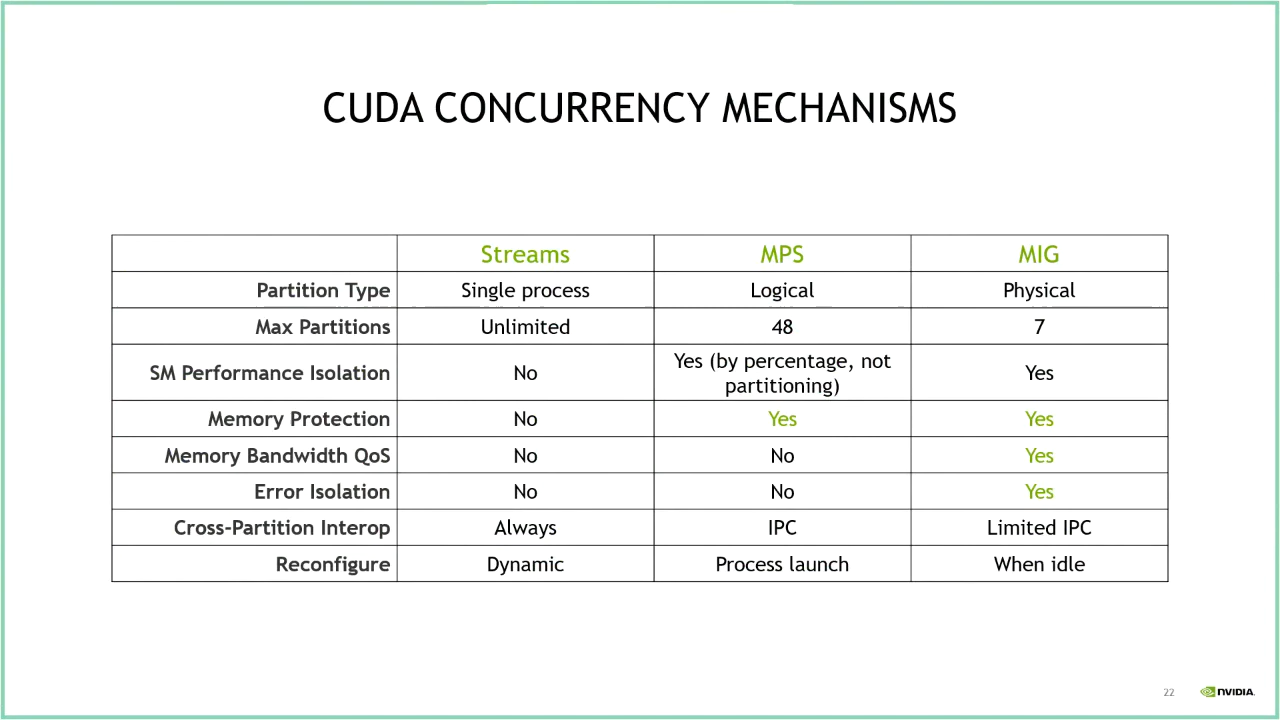 CUDA CONCURRENCY MECHANISMS
Streams MPS MIG
Partition Type Single process Logical Physical
Max Partitions Unlimited 48 7
SM Performance Isolation No Yes (by percentage, not partitioning) Yes
Memory Protection No Yes Yes
Memory Bandwidth QoS No No Yes
Error Isolation No No Yes
Cross-Partition Interop Always IPC Limited IPC
Reconfigure Dynamic Process launch When idle
22 NVIDIA.